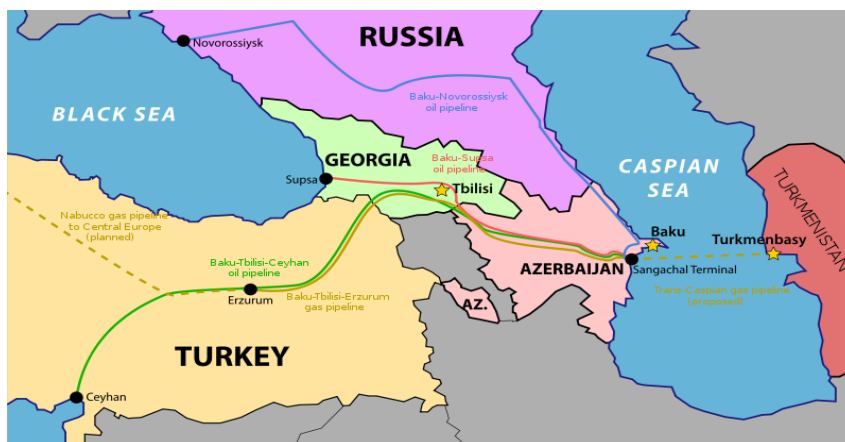 RUSSIA
Novorossiysk
Baku-Novorossiysk
oil pipeline
BLACK SEA
GEORGIA
Baku-Supsa
oil pipeline
CASPIAN
SEA
Supsa
Tbilisi
TURKMENISTAN
Nabucco gas pipeline
to Central Europe
(planned)
Baku
Turkmenbasy
Baku-Tbilisi-Ceyhan
oil pipeline
AZERBAIJAN
Sangachal Terminal
Erzurum
Baku-Tbilisi-Erzurum
gas pipeline
AZ.
Trans-Caspian gas pipeline
(proposed)
TURKEY
Ceyhan